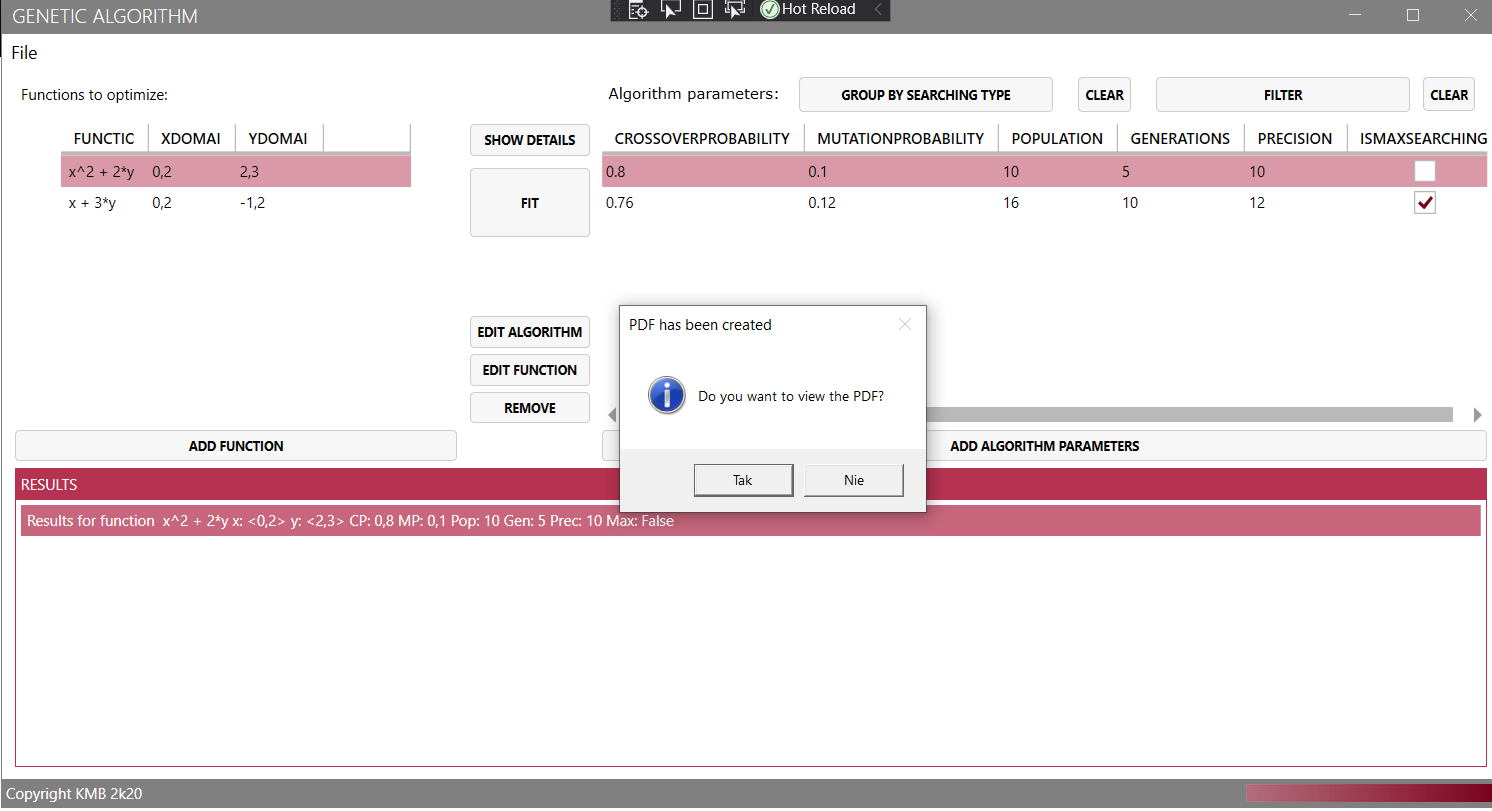 GENETIC ALGORITHM
Hot Reload
File
Functions to optimize:
Algorithm parameters:
GROUP BY SEARCHING TYPE
CLEAR
FILTER
CLEAR
FUNCTIC XDOMAI YDOMAI
x^2 + 2*y 0,2 2,3
x + 3*y 0,2 -1,2
SHOW DETAILS
FIT
EDIT ALGORITHM
EDIT FUNCTION
REMOVE
CROSSOVERPROBABILITY MUTATIONPROBABILITY POPULATION GENERATIONS PRECISION ISMAXSEARCHING
0.8 0.1 10 5 10
0.76 0.12 16 10 12
PDF has been created
Do you want to view the PDF?
Tak Nie
ADD FUNCTION
ADD ALGORITHM PARAMETERS
RESULTS
Results for function x^2 + 2*y x: <0,2> y: <2,3> CP: 0,8 MP: 0,1 Pop: 10 Gen: 5 Prec: 10 Max: False
Copyright KMB 2k20